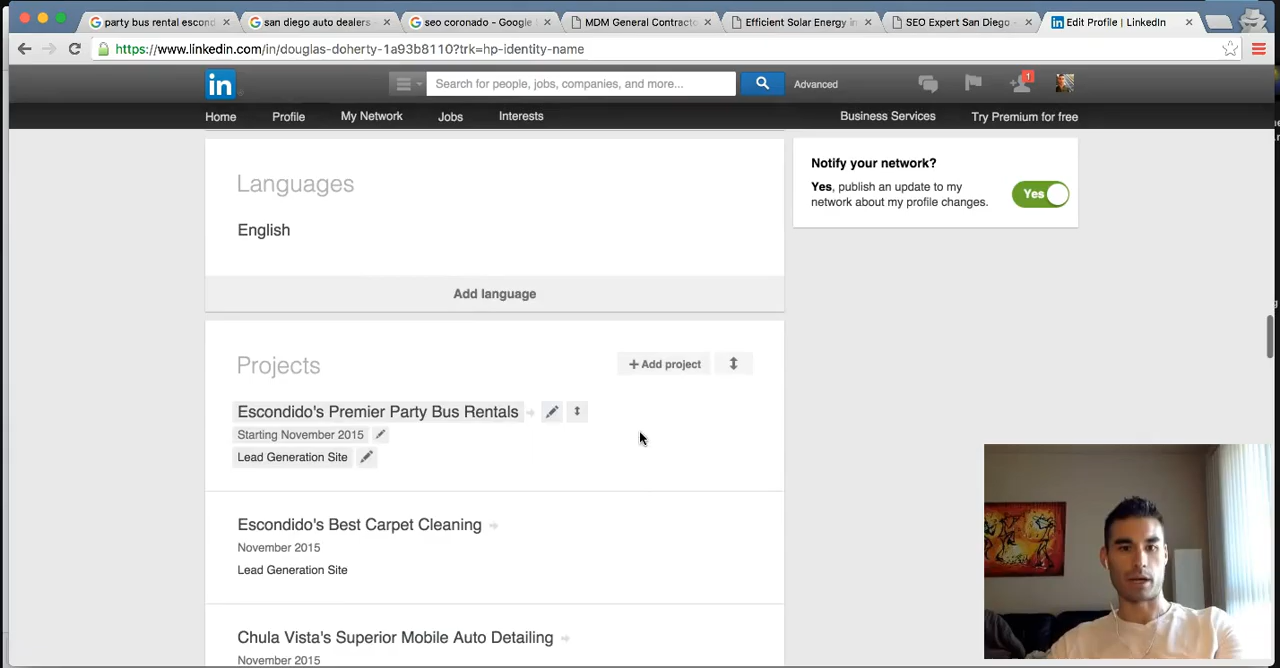 party bus rental escond
san diego auto dealers -
seo coronado - Google
MDM General Contracto
Efficient Solar Energy in
SEO Expert San Diego -
Edit Profile | LinkedIn
https://www.linkedin.com/in/douglas-doherty-1a93b8110?trk=hp-identity-name
in
Search for people, jobs, companies, and more...
Advanced
1
Home
Profile
My Network
Jobs
Interests
Business Services
Try Premium for free
Languages
English
Add language
Notify your network?
Yes, publish an update to my
network about my profile changes.
Yes
Projects
+ Add project
Escondido's Premier Party Bus Rentals
Starting November 2015
Lead Generation Site
Escondido's Best Carpet Cleaning
November 2015
Lead Generation Site
Chula Vista's Superior Mobile Auto Detailing
November 2015